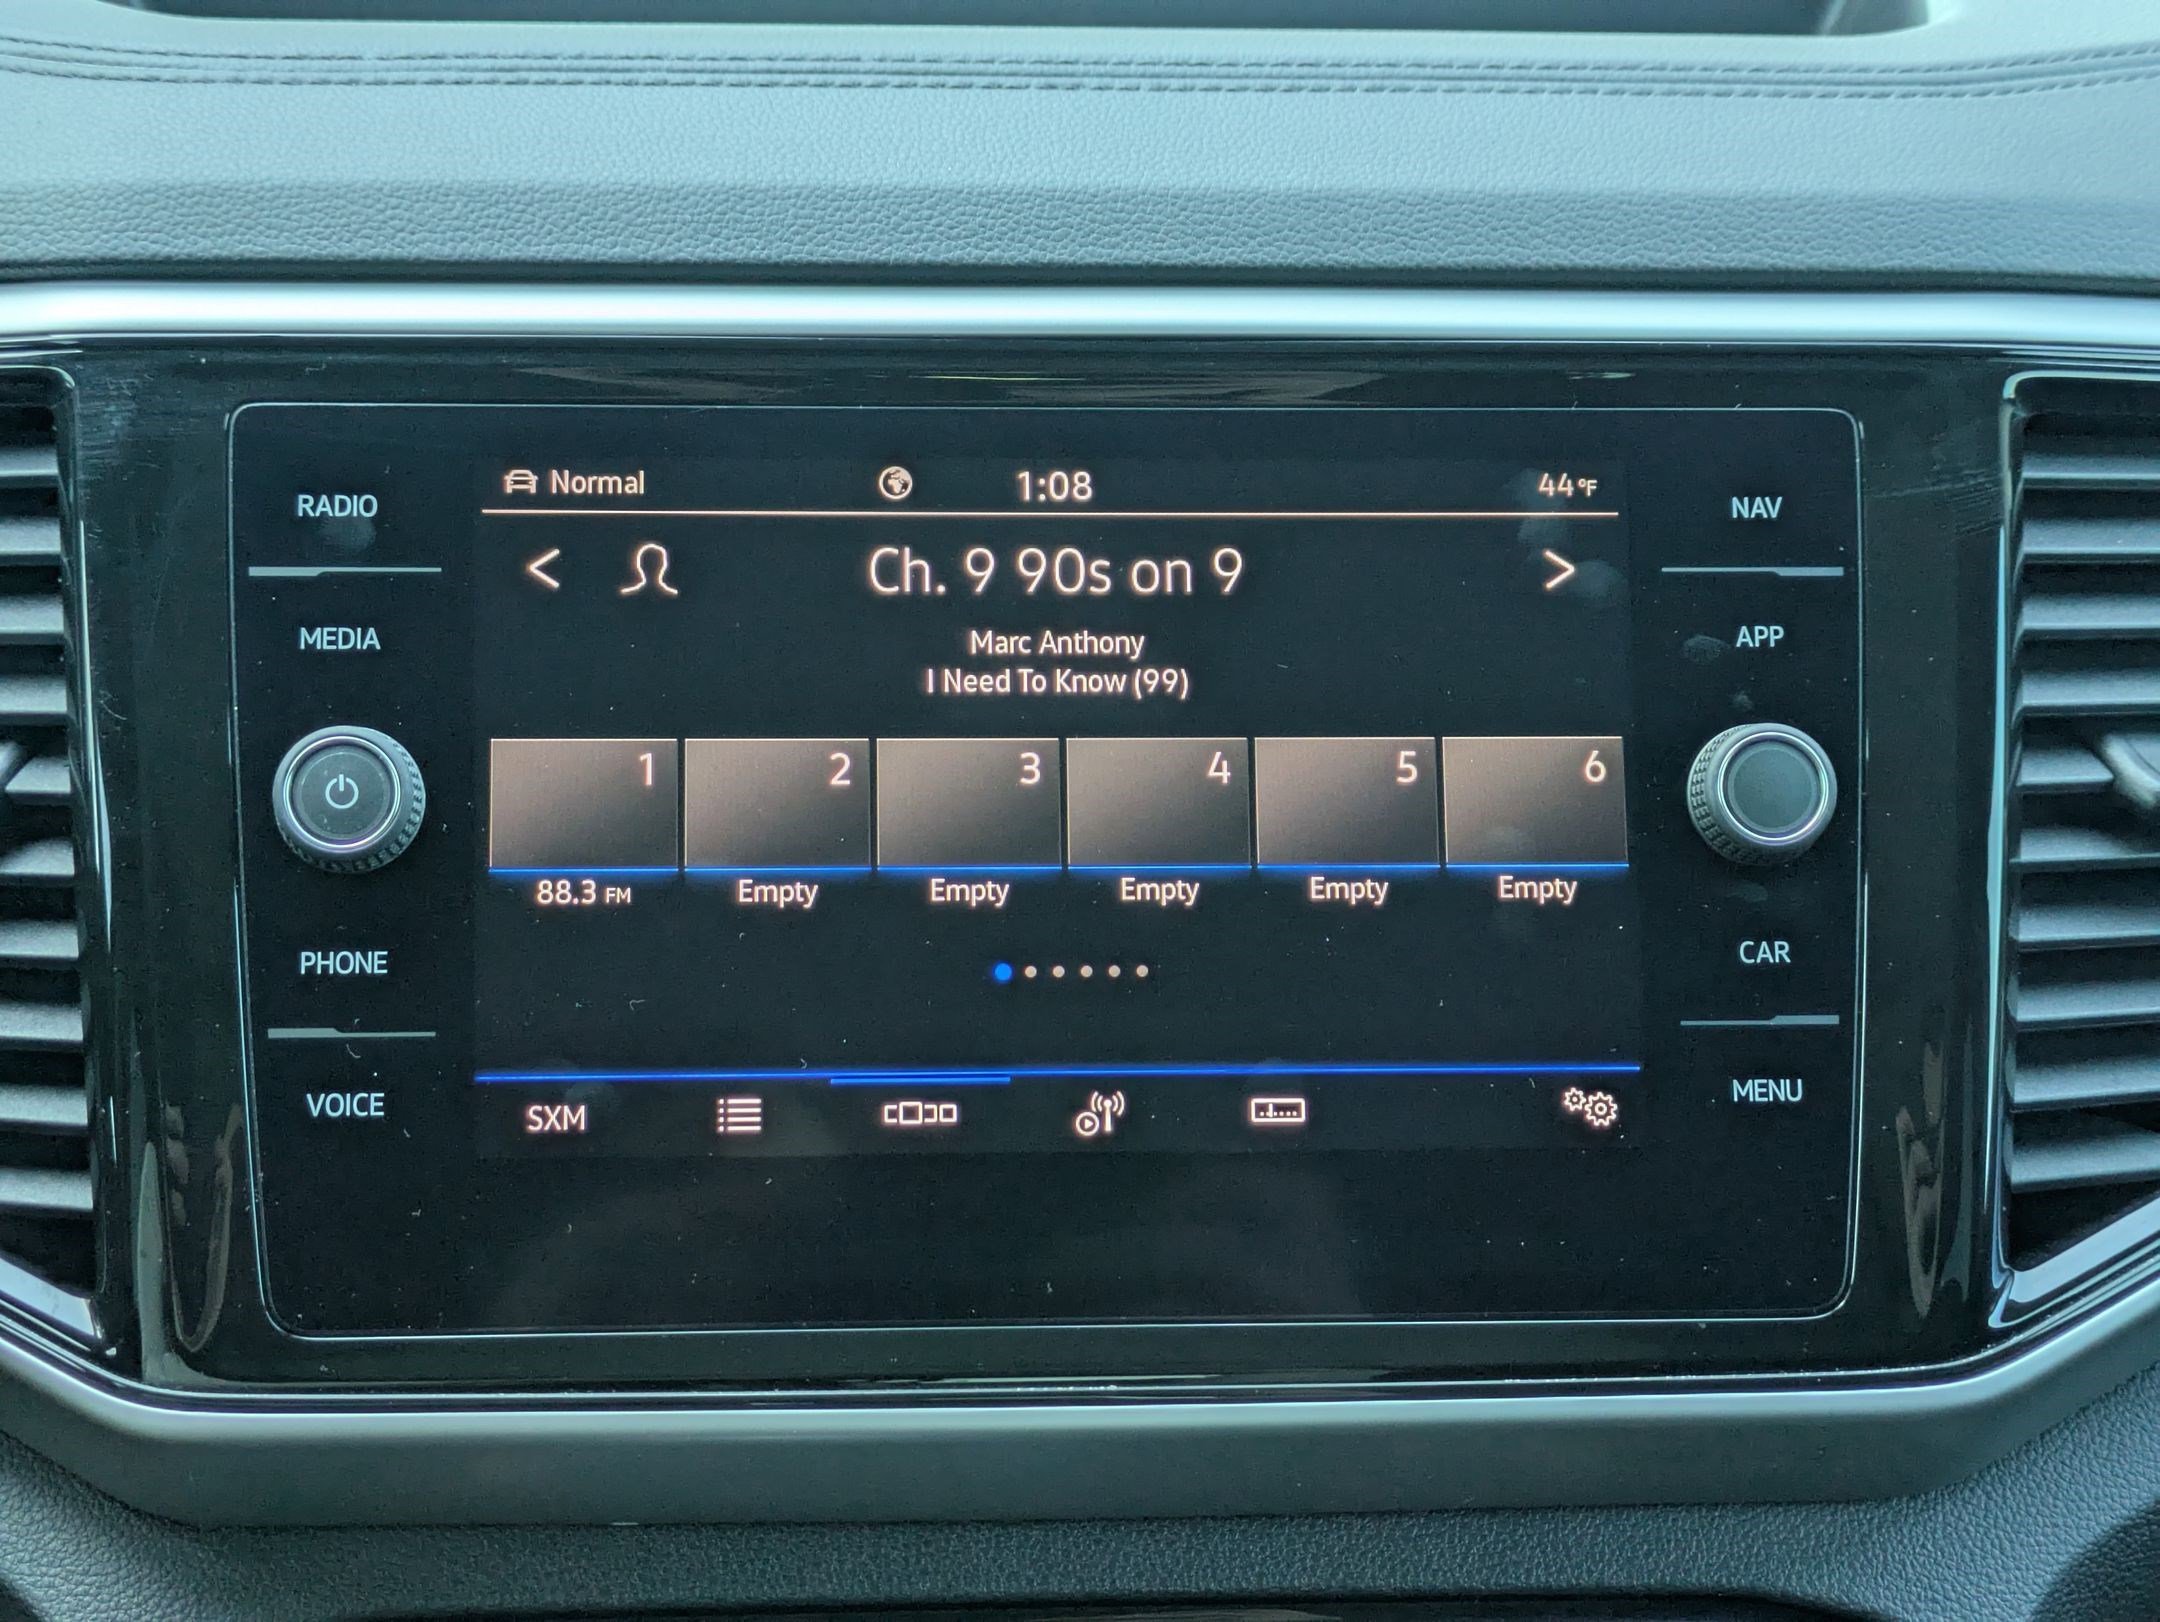 Normal 1:08 44°F
RADIO
NAV
< Ch. 9 90s on 9 >
MEDIA
APP
Marc Anthony
I Need To Know (99)
1 2 3 4 5 6
88.3 FM Empty Empty Empty Empty Empty
PHONE
CAR
VOICE
MENU
SXM